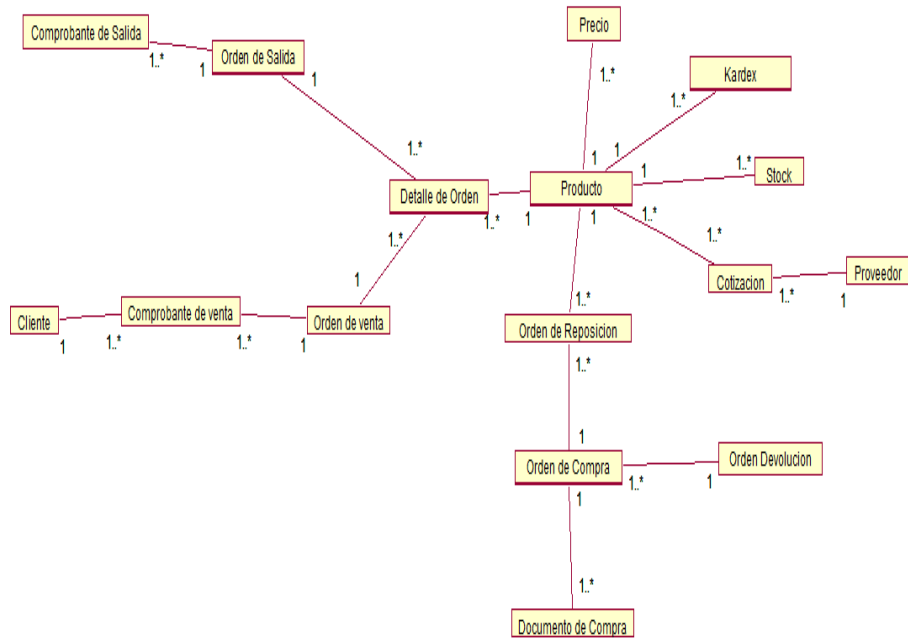 Comprobante de Salida
1..*
1
Orden de Salida
1
1..*
Precio
1..*
1
Kardex
1..*
1
Stock
1..*
1
Detalle de Orden
1..*
1
Producto
1..*
1
1..*
1..*
Cotizacion
1..*
1
Proveedor
1..*
1
Cliente
1
1..*
Comprobante de venta
1..*
1
Orden de venta
1..*
Orden de Reposicion
1..*
1
Orden de Compra
1..*
1
Orden Devolucion
1
1..*
Documento de Compra